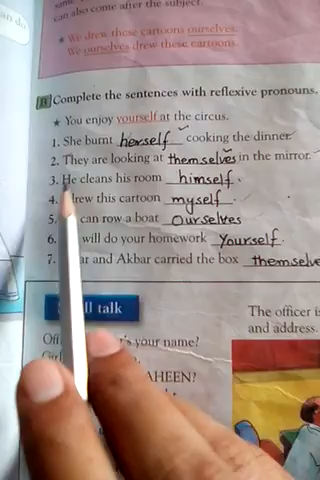 can also come after the subject.
★ We drew these cartoons ourselves.
We ourselves drew these cartoons.
B Complete the sentences with reflexive pronouns.
★ You enjoy yourself at the circus.
1. She burnt herself cooking the dinner.
2. They are looking at themselves in the mirror.
3. He cleans his room himself.
4. drew this cartoon myself.
5. can row a boat ourselves
6. will do your homework yourself.
7. and Akbar carried the box
talk
The officer is
and address.
's your name?
AHEEN?